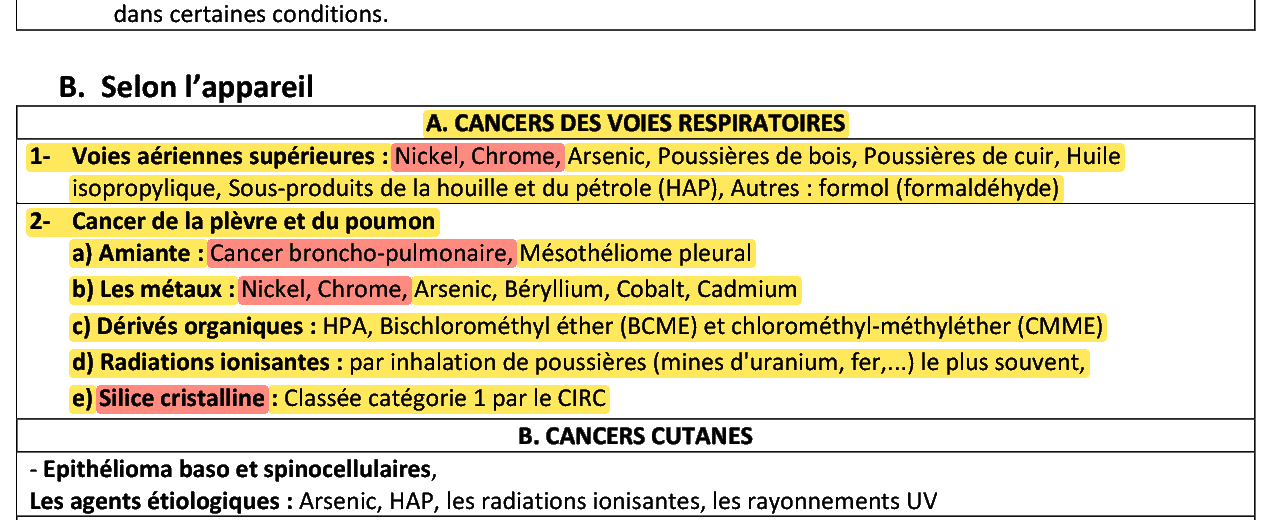 dans certaines conditions.
B. Selon l’appareil
A. CANCERS DES VOIES RESPIRATOIRES
1- Voies aériennes supérieures : Nickel, Chrome, Arsenic, Poussières de bois, Poussières de cuir, Huile
isopropylique, Sous-produits de la houille et du pétrole (HAP), Autres : formol (formaldéhyde)
2- Cancer de la plèvre et du poumon
a) Amiante : Cancer broncho-pulmonaire, Mésothéliome pleural
b) Les métaux : Nickel, Chrome, Arsenic, Béryllium, Cobalt, Cadmium
c) Dérivés organiques : HPA, Bischlorométhyl éther (BCME) et chlorométhyl-méthyléther (CMME)
d) Radiations ionisantes : par inhalation de poussières (mines d'uranium, fer,...) le plus souvent,
e) Silice cristalline : Classée catégorie 1 par le CIRC
B. CANCERS CUTANES
- Epithélioma baso et spinocellulaires,
Les agents étiologiques : Arsenic, HAP, les radiations ionisantes, les rayonnements UV